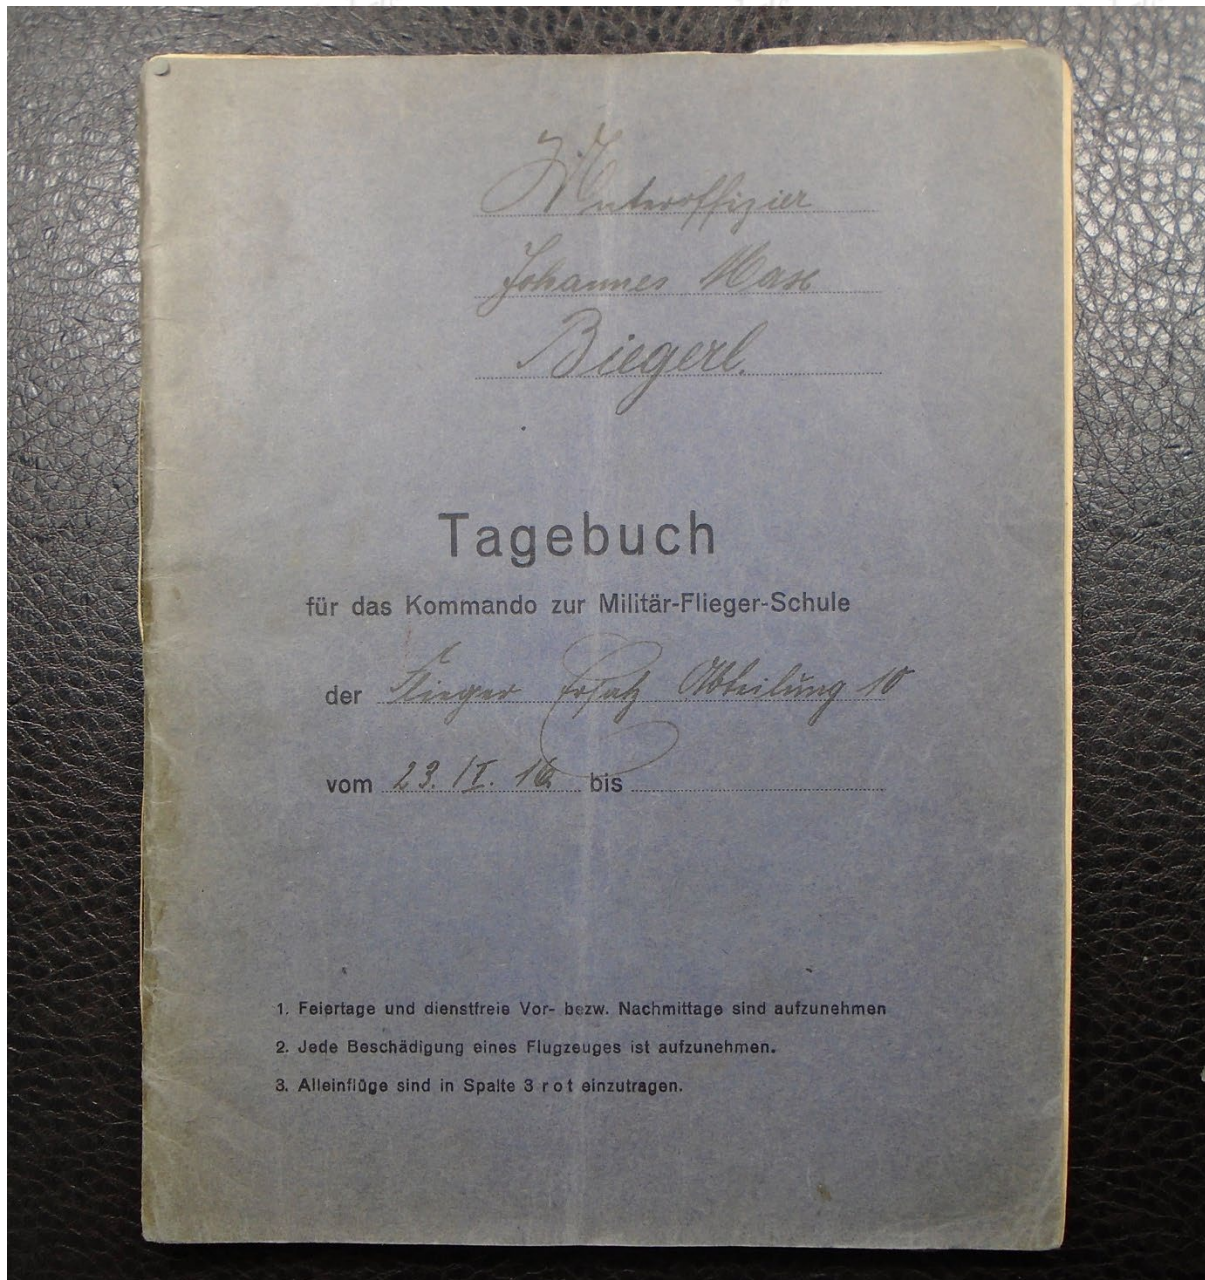 Unteroffizier
Johannes Max
Biegerl.
Tagebuch
für das Kommando zur Militär-Flieger-Schule
der Flieger Ersatz Abteilung 10
vom 23. IX. 16 bis
1. Feiertage und dienstfreie Vor- bezw. Nachmittage sind aufzunehmen
2. Jede Beschädigung eines Flugzeuges ist aufzunehmen.
3. Alleinflüge sind in Spalte 3 rot einzutragen.